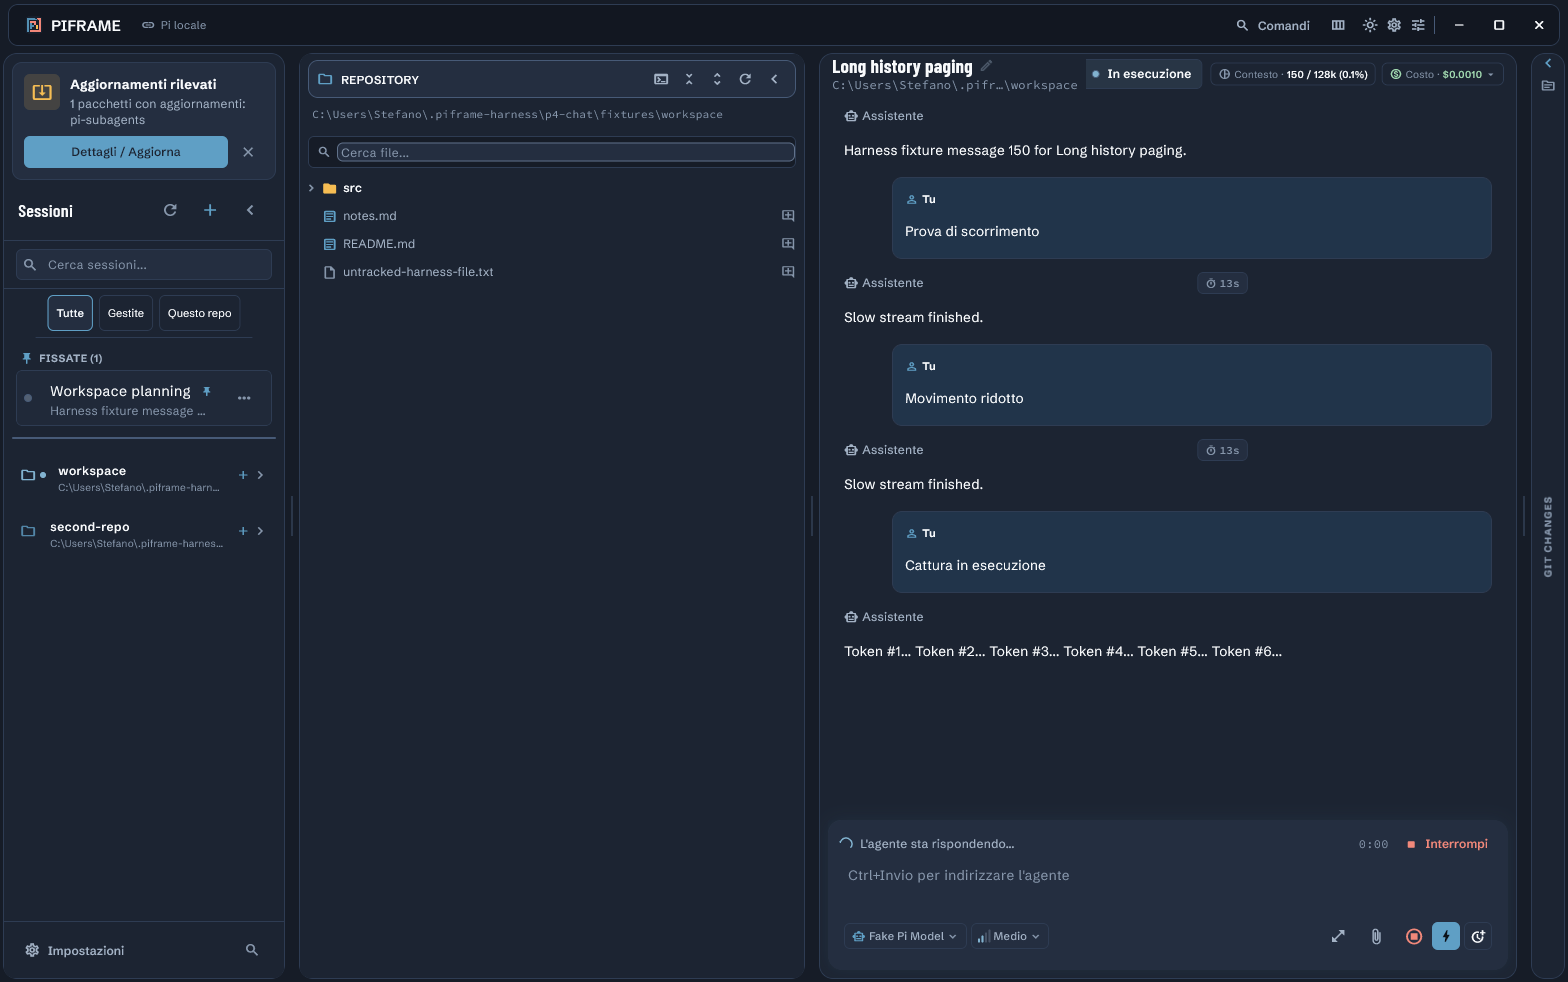 PIFRAME
Pi locale
Comandi
Aggiornamenti rilevati
1 pacchetti con aggiornamenti:
pi-subagents
Dettagli / Aggiorna
Sessioni
Cerca sessioni...
Tutte
Gestite
Questo repo
FISSATE (1)
Workspace planning
Harness fixture message ...
workspace
C:\Users\Stefano\.piframe-harn...
second-repo
C:\Users\Stefano\.piframe-harnes...
Impostazioni
REPOSITORY
C:\Users\Stefano\.piframe-harness\p4-chat\fixtures\workspace
Cerca file...
src
notes.md
README.md
untracked-harness-file.txt
Long history paging
C:\Users\Stefano\.pifr…\workspace
In esecuzione
Contesto · 150 / 128k (0.1%)
Costo · $0.0010
Assistente
Harness fixture message 150 for Long history paging.
Tu
Prova di scorrimento
Assistente
13s
Slow stream finished.
Tu
Movimento ridotto
Assistente
13s
Slow stream finished.
Tu
Cattura in esecuzione
Assistente
Token #1... Token #2... Token #3... Token #4... Token #5... Token #6...
L'agente sta rispondendo...
0:00
Interrompi
Ctrl+Invio per indirizzare l'agente
Fake Pi Model
Medio
GIT CHANGES